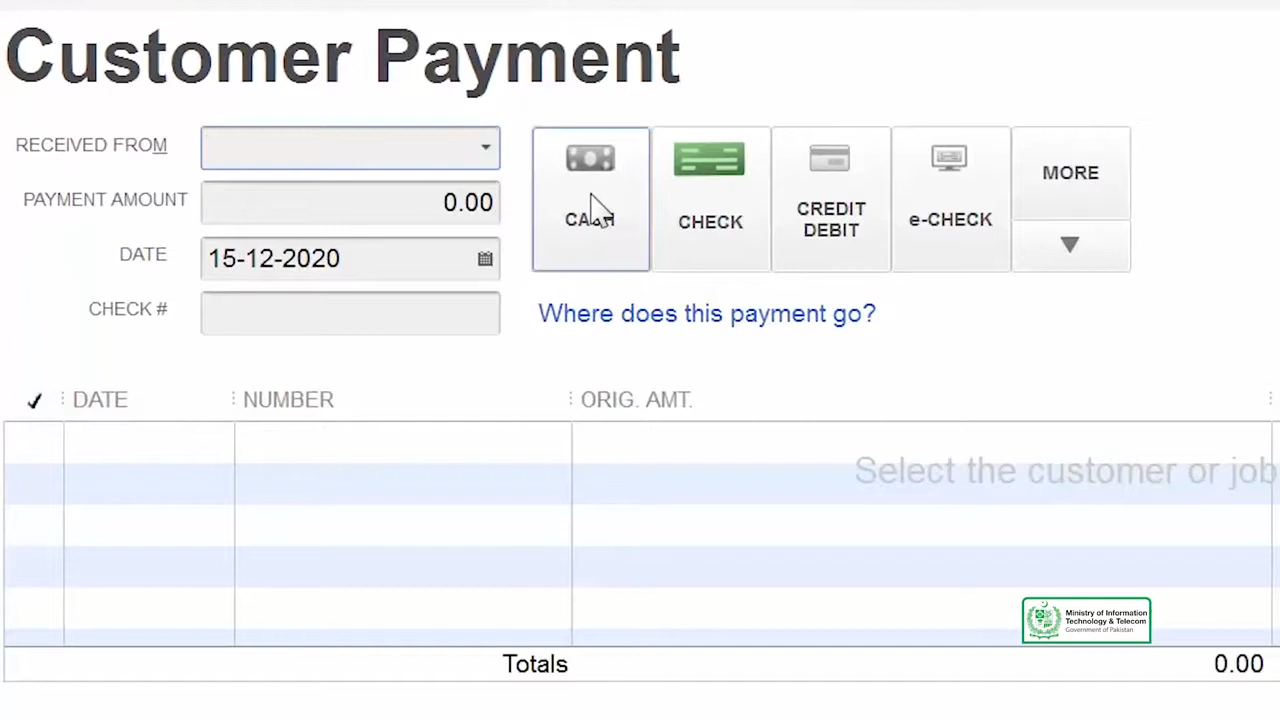 Customer Payment
RECEIVED FROM
PAYMENT AMOUNT 0.00
DATE 15-12-2020
CHECK #
CASH
CHECK
CREDIT
DEBIT
e-CHECK
MORE
Where does this payment go?
DATE NUMBER ORIG. AMT.
Select the customer or job
Ministry of Information
Technology & Telecom
Government of Pakistan
Totals 0.00